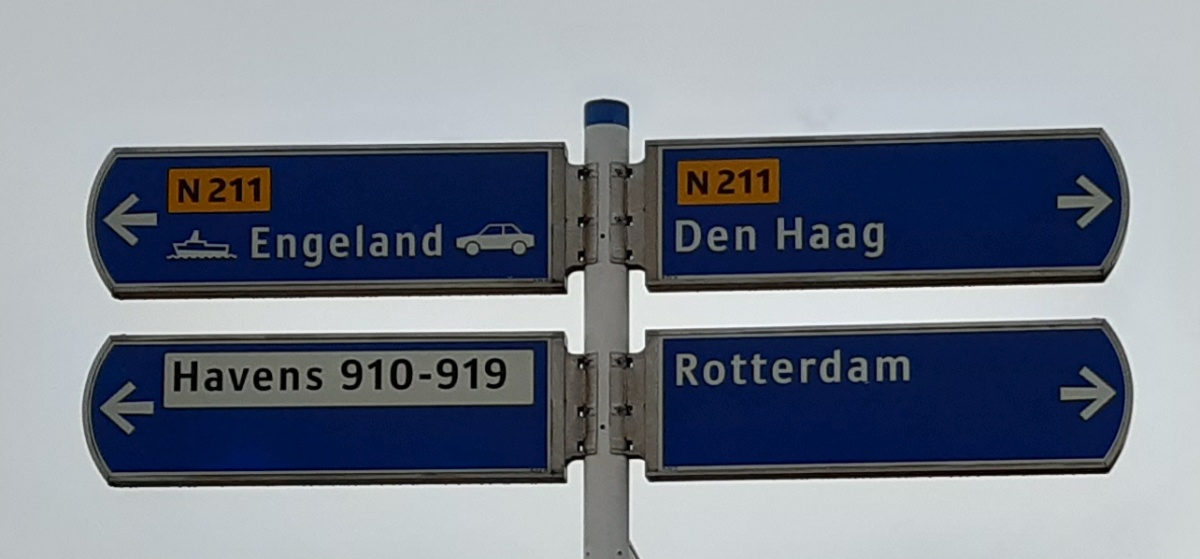 N 211
Engeland
Havens 910-919
N 211
Den Haag
Rotterdam